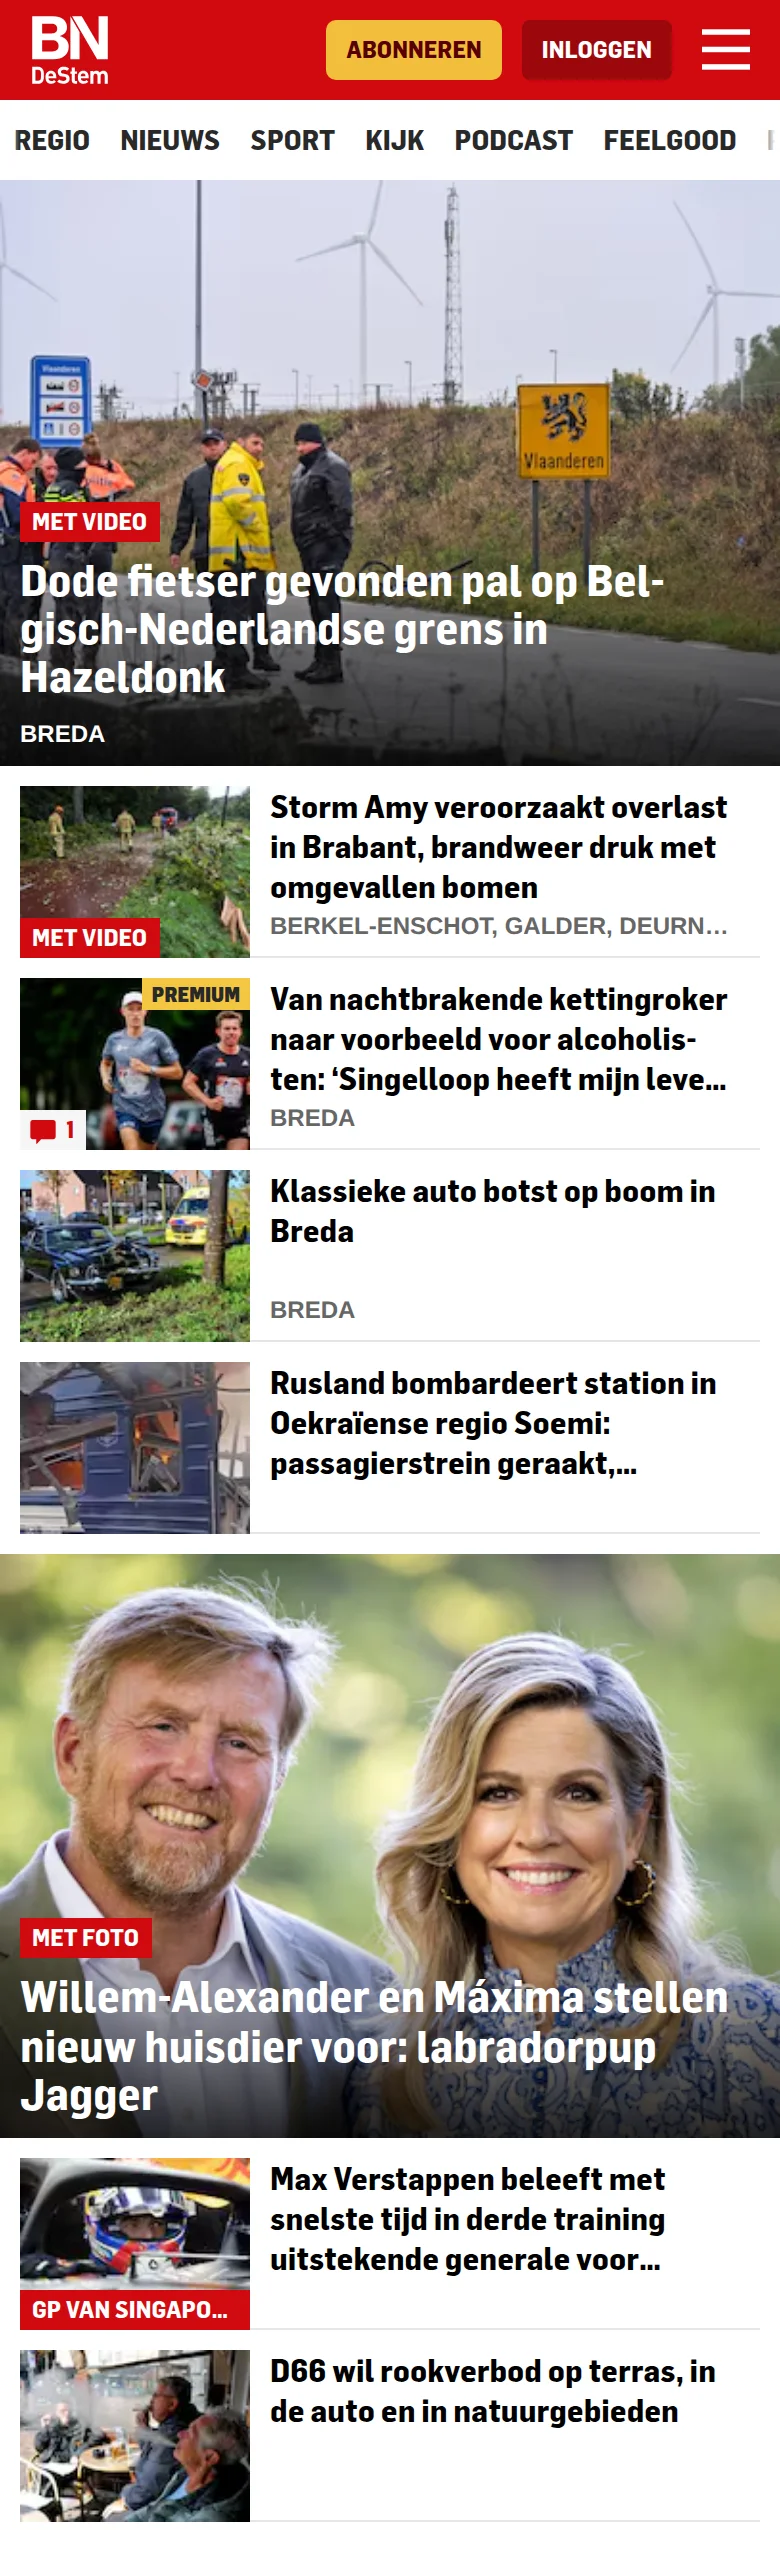 BN
DeStem
ABONNEREN
INLOGGEN
REGIO NIEUWS SPORT KIJK PODCAST FEELGOOD
Vlaanderen
Vlaanderen
MET VIDEO
Dode fietser gevonden pal op Bel-
gisch-Nederlandse grens in
Hazeldonk
BREDA
Storm Amy veroorzaakt overlast
in Brabant, brandweer druk met
omgevallen bomen
BERKEL-ENSCHOT, GALDER, DEURN…
MET VIDEO
PREMIUM
1
Van nachtbrakende kettingroker
naar voorbeeld voor alcoholis-
ten: ‘Singelloop heeft mijn leve…
BREDA
Klassieke auto botst op boom in
Breda
BREDA
Rusland bombardeert station in
Oekraïense regio Soemi:
passagierstrein geraakt,…
MET FOTO
Willem-Alexander en Máxima stellen
nieuw huisdier voor: labradorpup
Jagger
Max Verstappen beleeft met
snelste tijd in derde training
uitstekende generale voor…
GP VAN SINGAPO…
D66 wil rookverbod op terras, in
de auto en in natuurgebieden